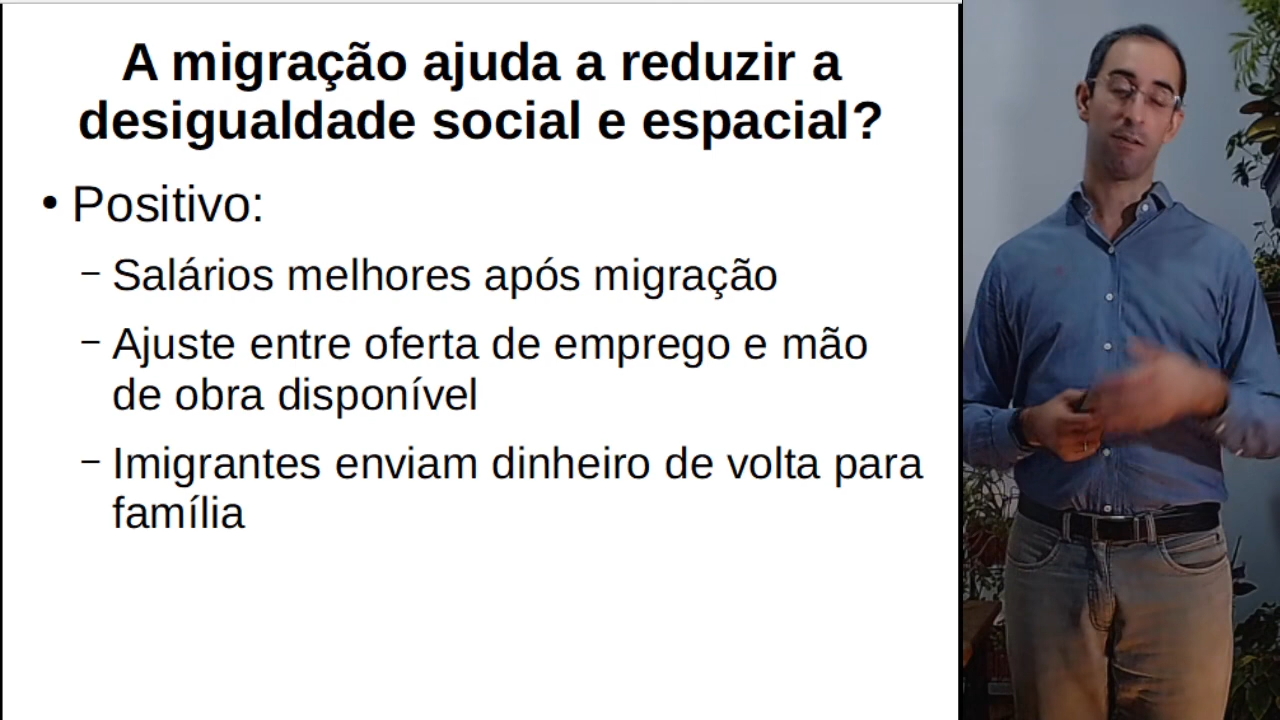 A migração ajuda a reduzir a
desigualdade social e espacial?
• Positivo:
– Salários melhores após migração
– Ajuste entre oferta de emprego e mão
de obra disponível
– Imigrantes enviam dinheiro de volta para
família